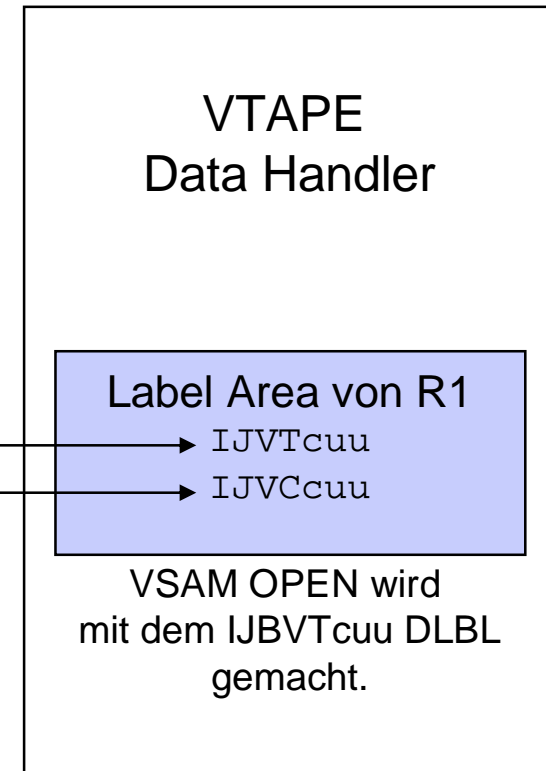 VTAPE
Data Handler
Label Area von R1
IJVTcuu
IJVCcuu
VSAM OPEN wird
mit dem IJBVTcuu DLBL
gemacht.